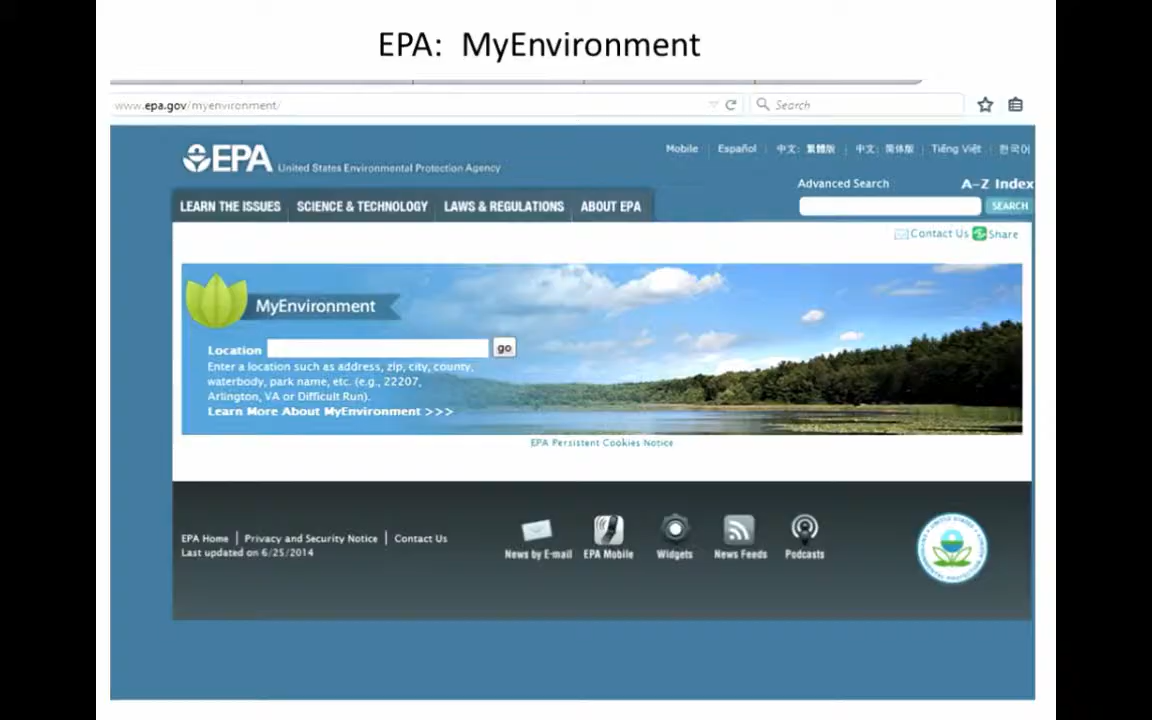 EPA: MyEnvironment
www.epa.gov/myenvironment/
Search
EPA United States Environmental Protection Agency
Mobile | Español | 中文: 繁體版 | 中文: 简体版 | Tiếng Việt | 한국어
Advanced Search
A-Z Index
LEARN THE ISSUES
SCIENCE & TECHNOLOGY
LAWS & REGULATIONS
ABOUT EPA
SEARCH
Contact Us Share
MyEnvironment
Location go
Enter a location such as address, zip, city, county,
waterbody, park name, etc. (e.g., 22207,
Arlington, VA or Difficult Run).
Learn More About MyEnvironment >>>
EPA Persistent Cookies Notice
EPA Home | Privacy and Security Notice | Contact Us
Last updated on 6/25/2014
News by E-mail
EPA Mobile
Widgets
News Feeds
Podcasts